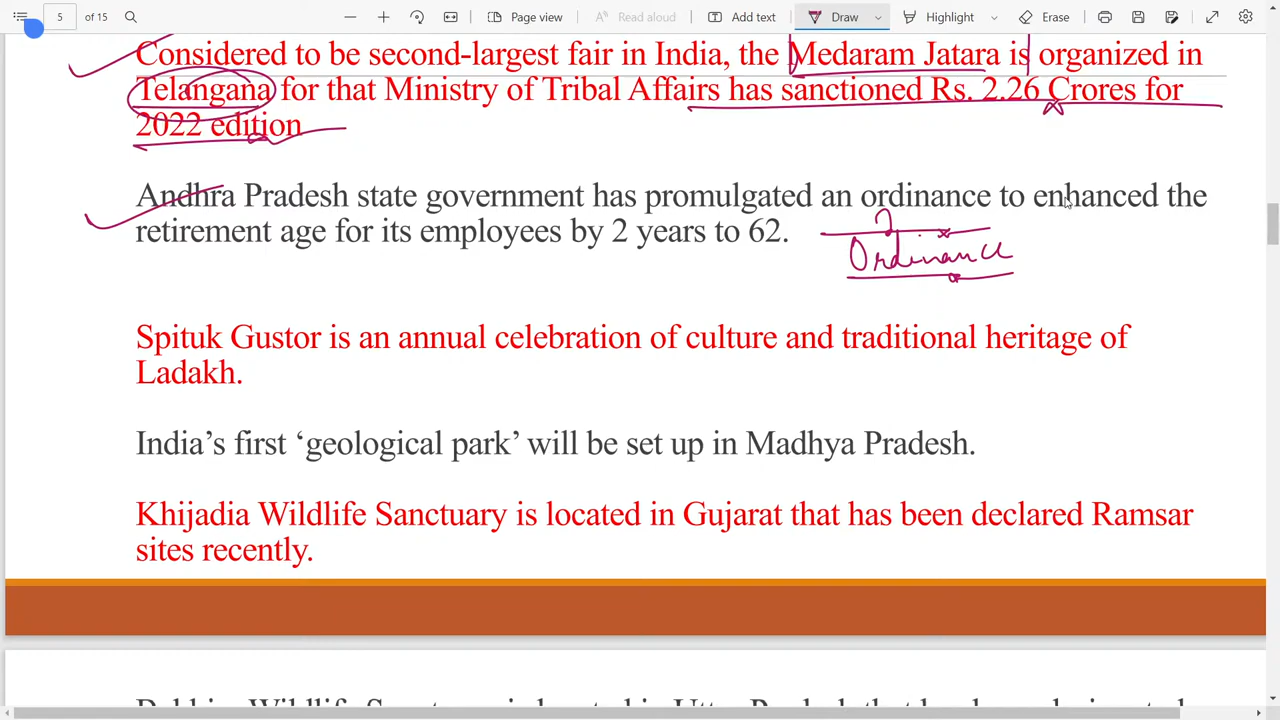 5 of 15
Page view
Read aloud
Add text
Draw
Highlight
Erase
Considered to be second-largest fair in India, the Medaram Jatara is organized in
Telangana for that Ministry of Tribal Affairs has sanctioned Rs. 2.26 Crores for
2022 edition
Andhra Pradesh state government has promulgated an ordinance to enhanced the
retirement age for its employees by 2 years to 62.
Ordinance
Spituk Gustor is an annual celebration of culture and traditional heritage of
Ladakh.
India’s first ‘geological park’ will be set up in Madhya Pradesh.
Khijadia Wildlife Sanctuary is located in Gujarat that has been declared Ramsar
sites recently.